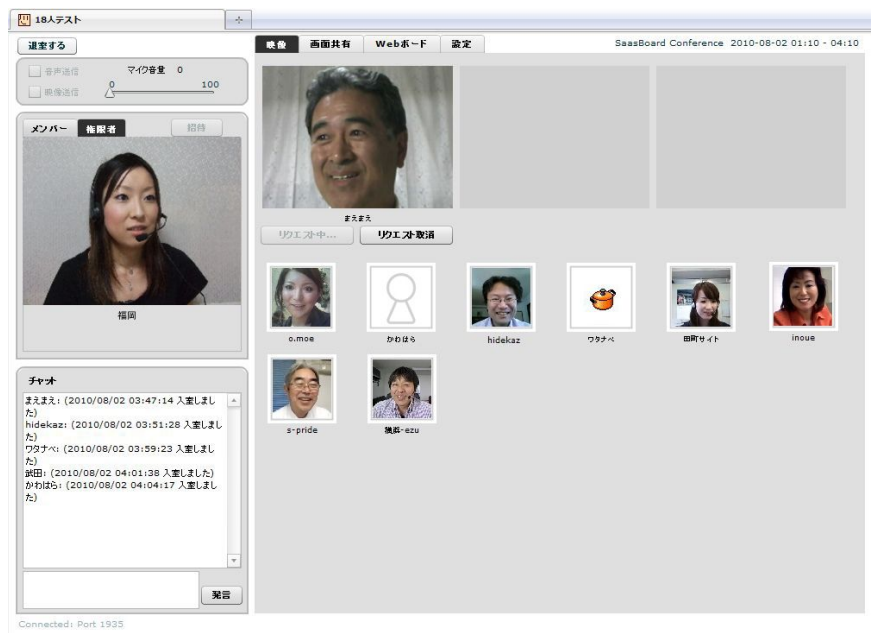 18人テスト
退室する
映像
画面共有
Webボード
設定
SaasBoard Conference 2010-08-02 01:10 - 04:10
音声送信
マイク音量 0
映像送信
0
100
メンバー
権限者
招待
福岡
まえまえ
リクエスト中...
リクエスト取消
o.moe
かわはら
hidekaz
ワタナベ
田町サイト
inoue
s-pride
横浜-ezu
チャット
まえまえ: (2010/08/02 03:47:14 入室しまし
た)
hidekaz: (2010/08/02 03:51:28 入室しまし
た)
ワタナベ: (2010/08/02 03:59:23 入室しまし
た)
武田: (2010/08/02 04:01:38 入室しました)
かわはら: (2010/08/02 04:04:17 入室しまし
た)
発言
Connected: Port 1935